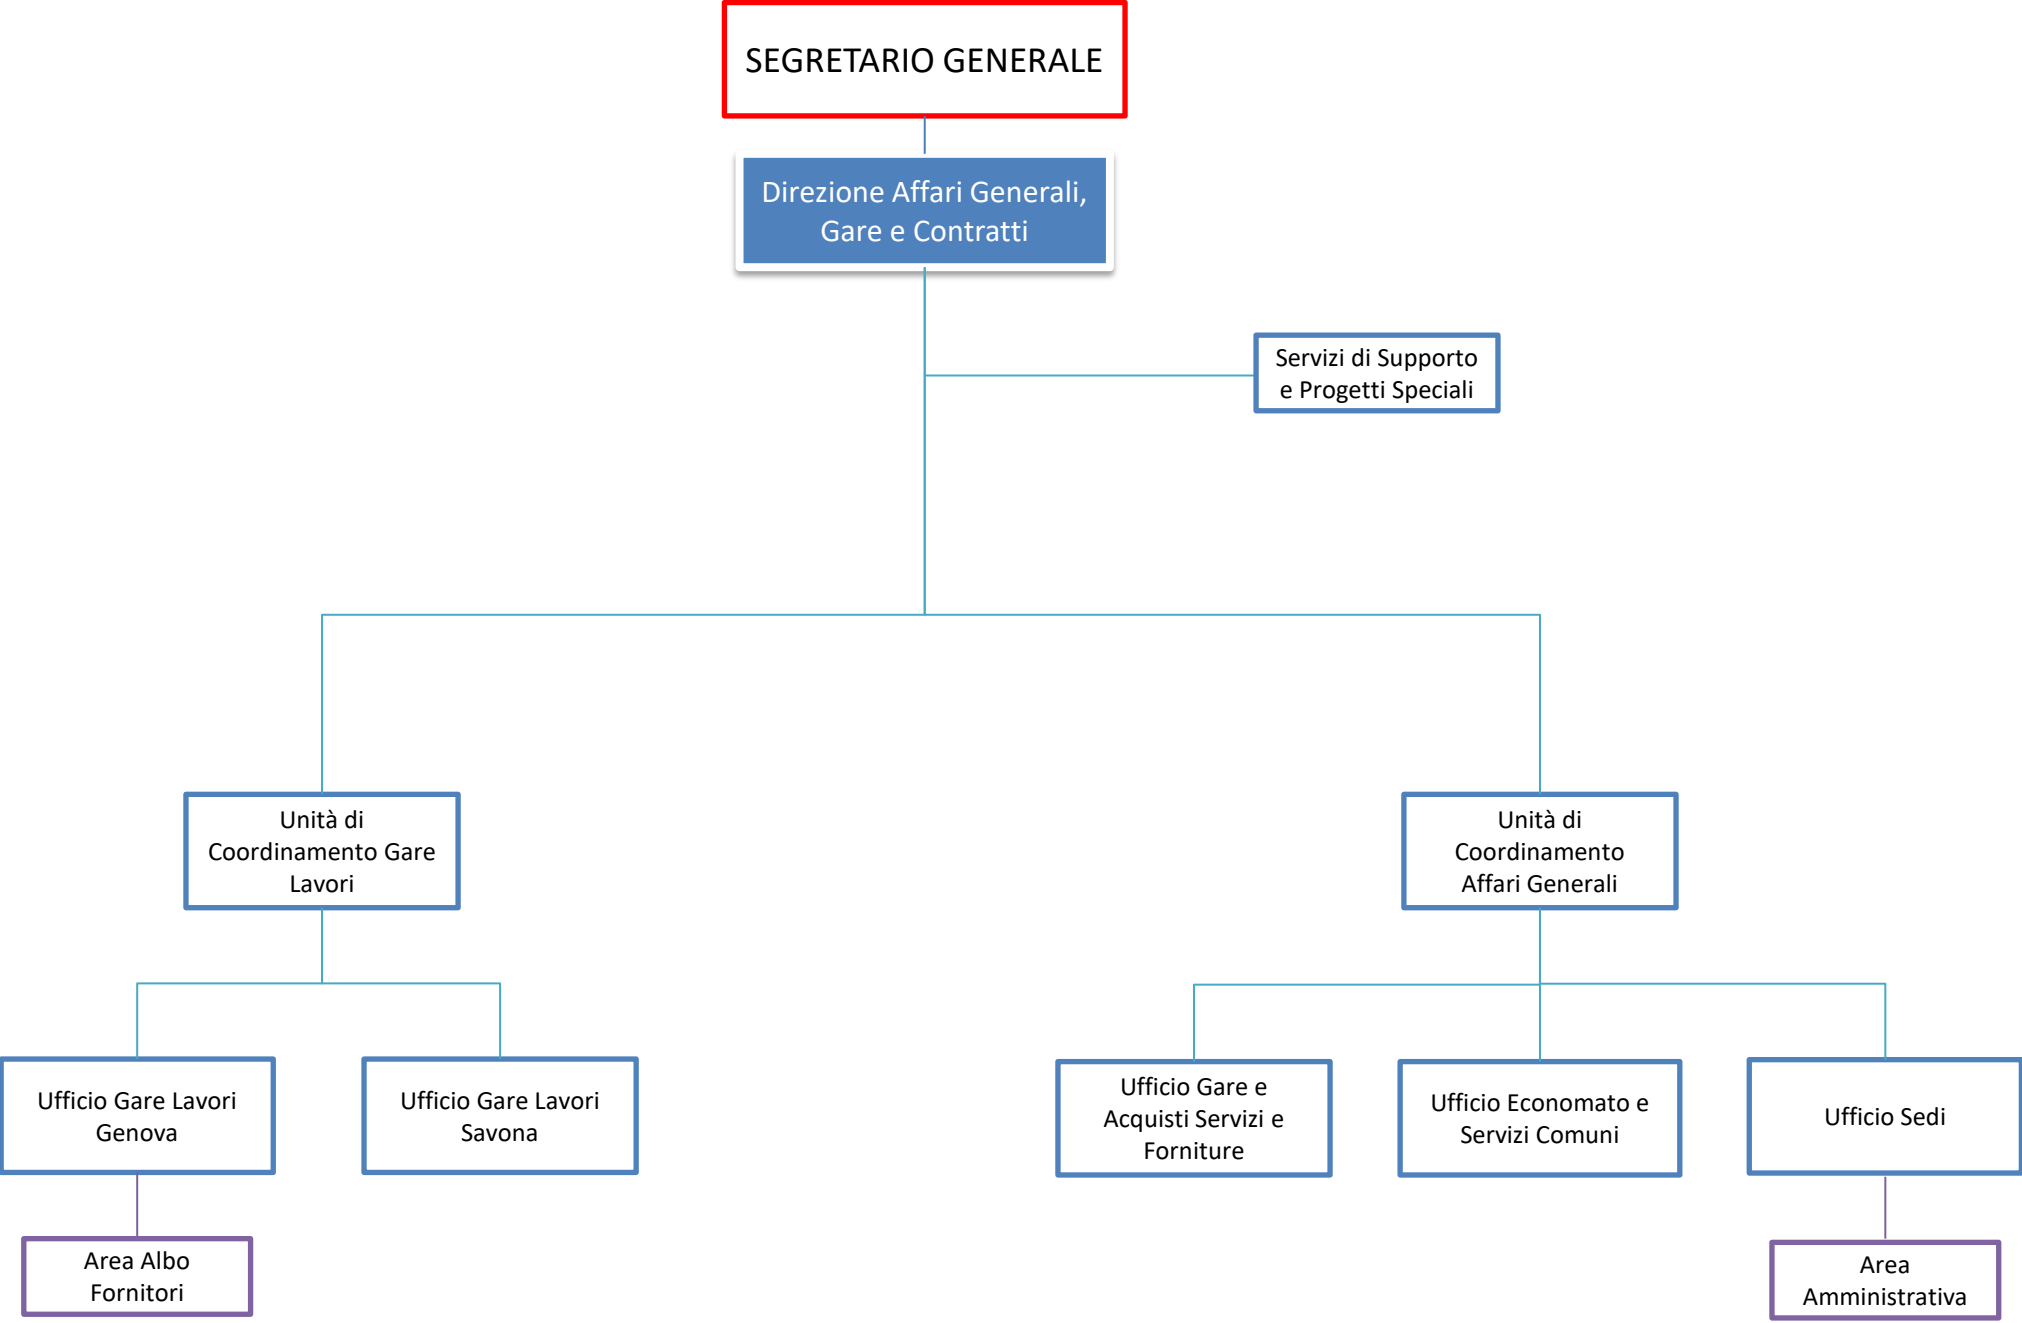 SEGRETARIO GENERALE
Direzione Affari Generali,
Gare e Contratti
Servizi di Supporto
e Progetti Speciali
Unità di
Coordinamento Gare
Lavori
Unità di
Coordinamento
Affari Generali
Ufficio Gare Lavori
Genova
Ufficio Gare Lavori
Savona
Ufficio Gare e
Acquisti Servizi e
Forniture
Ufficio Economato e
Servizi Comuni
Ufficio Sedi
Area Albo
Fornitori
Area
Amministrativa